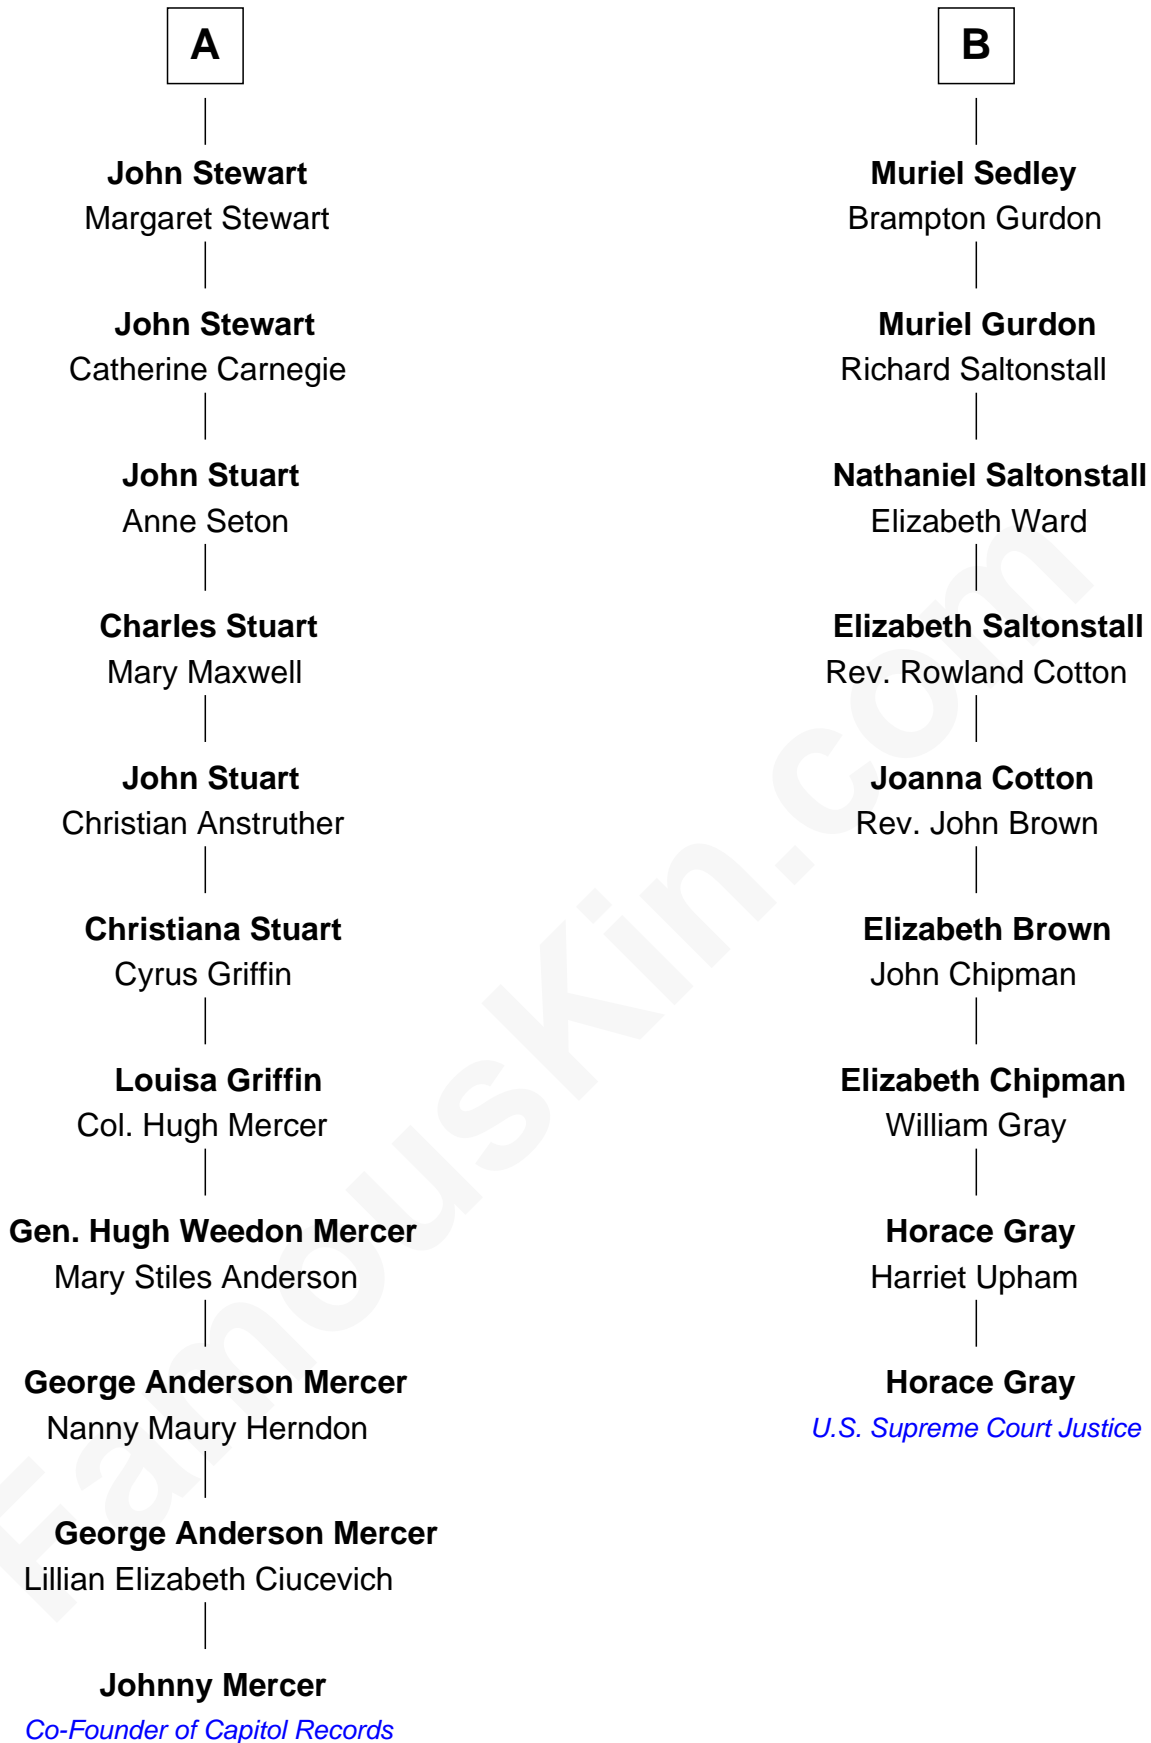 A
John Stewart
Margaret Stewart
John Stewart
Catherine Carnegie
John Stuart
Anne Seton
Charles Stuart
Mary Maxwell
John Stuart
Christian Anstruther
Christiana Stuart
Cyrus Griffin
Louisa Griffin
Col. Hugh Mercer
Gen. Hugh Weedon Mercer
Mary Stiles Anderson
George Anderson Mercer
Nanny Maury Herndon
George Anderson Mercer
Lillian Elizabeth Ciucevich
Johnny Mercer
Co-Founder of Capitol Records
B
Muriel Sedley
Brampton Gurdon
Muriel Gurdon
Richard Saltonstall
Nathaniel Saltonstall
Elizabeth Ward
Elizabeth Saltonstall
Rev. Rowland Cotton
Joanna Cotton
Rev. John Brown
Elizabeth Brown
John Chipman
Elizabeth Chipman
William Gray
Horace Gray
Harriet Upham
Horace Gray
U.S. Supreme Court Justice
FamousKin.com